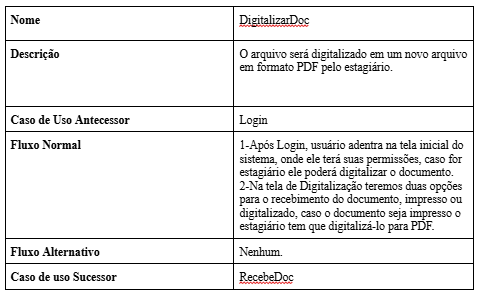 Nome
DigitalizarDoc
Descrição
O arquivo será digitalizado em um novo arquivo
em formato PDF pelo estagiário.
Caso de Uso Antecessor
Login
Fluxo Normal
1-Após Login, usuário adentra na tela inicial do
sistema, onde ele terá suas permissões, caso for
estagiário ele poderá digitalizar o documento.
2-Na tela de Digitalização teremos duas opções
para o recebimento do documento, impresso ou
digitalizado, caso o documento seja impresso o
estagiário tem que digitalizá-lo para PDF.
Fluxo Alternativo
Nenhum.
Caso de uso Sucessor
RecebeDoc